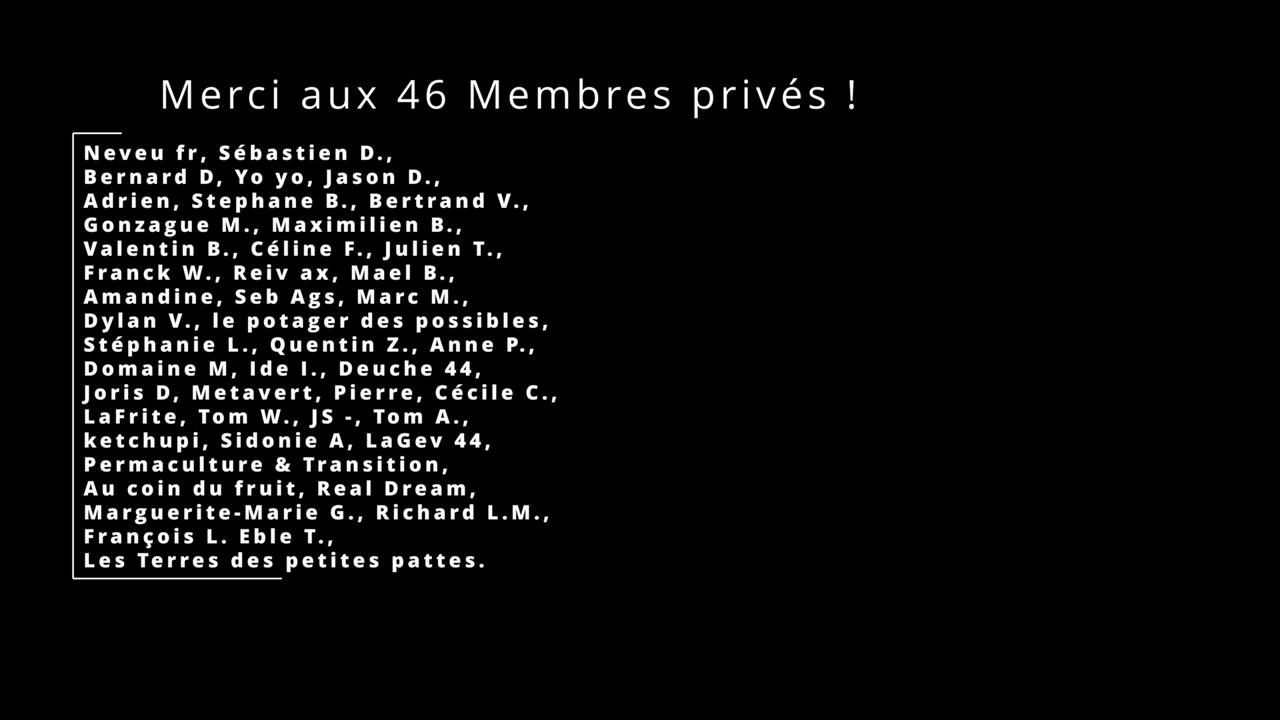 Merci aux 46 Membres privés !
Neveu fr, Sébastien D.,
Bernard D, Yo yo, Jason D.,
Adrien, Stephane B., Bertrand V.,
Gonzague M., Maximilien B.,
Valentin B., Céline F., Julien T.,
Franck W., Reiv ax, Mael B.,
Amandine, Seb Ags, Marc M.,
Dylan V., le potager des possibles,
Stéphanie L., Quentin Z., Anne P.,
Domaine M, Ide I., Deuche 44,
Joris D, Metavert, Pierre, Cécile C.,
LaFrite, Tom W., JS -, Tom A.,
ketchupi, Sidonie A, LaGev 44,
Permaculture & Transition,
Au coin du fruit, Real Dream,
Marguerite-Marie G., Richard L.M.,
François L. Eble T.,
Les Terres des petites pattes.